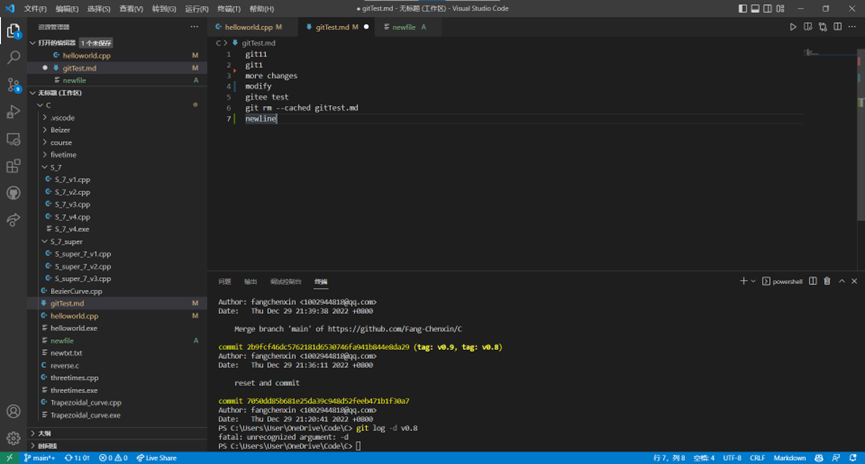 文件(F) 编辑(E) 选择(S) 查看(V) 转到(G) 运行(R) 终端(T) 帮助(H)
● gitTest.md - 无标题 (工作区) - Visual Studio Code
资源管理器
打开的编辑器 1 个未保存
helloworld.cpp M
gitTest.md M
newfile A
无标题 (工作区)
C
.vscode
Beizer
course
fivetime
S_7
S_7_v1.cpp
S_7_v2.cpp
S_7_v3.cpp
S_7_v4.cpp
S_7_v4.exe
S_7_super
S_super_7_v1.cpp
S_super_7_v2.cpp
S_super_7_v3.cpp
BezierCurve.cpp
gitTest.md M
helloworld.cpp M
helloworld.exe
newfile A
newtxt.txt
reverse.c
threetimes.cpp
threetimes.exe
Trapezoidal_curve.cpp
Trapezoidal_curve.exe
大纲
时间线
helloworld.cpp M
gitTest.md M
newfile A
C > gitTest.md
1 git11
2 git1
3 more changes
4 modify
5 gitee test
6 git rm --cached gitTest.md
7 newline
问题 输出 调试控制台 终端
powershell
Author: fangchenxin <1002944818@qq.com>
Date: Thu Dec 29 21:39:38 2022 +0800
Merge branch 'main' of https://github.com/Fang-Chenxin/C
commit 2b9fcf46dc5762181d6530746fa941b844e8da29 (tag: v0.9, tag: v0.8)
Author: fangchenxin <1002944818@qq.com>
Date: Thu Dec 29 21:36:11 2022 +0800
reset and commit
commit 7050dd85b681e25da39c948d52feeb471b1f30a7
Author: fangchenxin <1002944818@qq.com>
Date: Thu Dec 29 21:20:41 2022 +0800
PS C:\Users\User\OneDrive\Code\C> git log -d v0.8
fatal: unrecognized argument: -d
PS C:\Users\User\OneDrive\Code\C>
main*+ 1↓ 0↑ 0 0 Live Share
行 7，列 8 空格: 4 UTF-8 CRLF Markdown